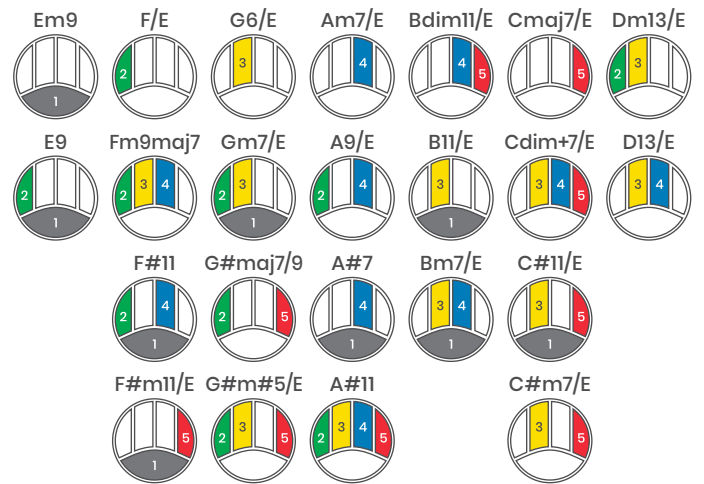 Em9 F/E G6/E Am7/E Bdim11/E Cmaj7/E Dm13/E
1 2 3 4 4 5 5 2 3
E9 Fm9maj7 Gm7/E A9/E B11/E Cdim+7/E D13/E
2 1 2 3 4 2 3 1 2 4 3 1 3 4 5 3 4
F#11 G#maj7/9 A#7 Bm7/E C#11/E
2 4 1 2 5 4 1 3 4 1 3 5 1
F#m11/E G#m#5/E A#11 C#m7/E
5 1 2 3 5 2 3 4 5 3 5